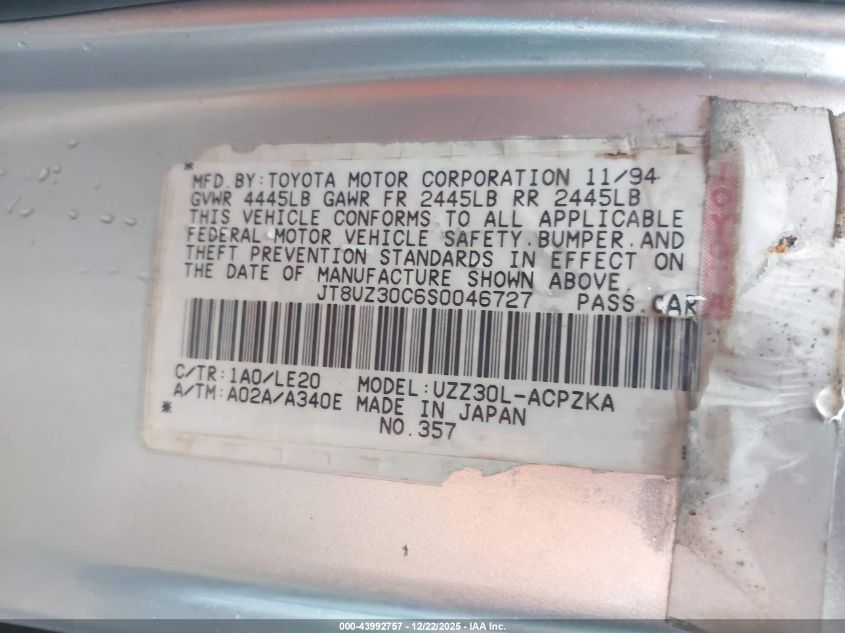 *
MFD.BY:TOYOTA MOTOR CORPORATION 11/94
GVWR 4445LB GAWR FR 2445LB RR 2445LB
THIS VEHICLE CONFORMS TO ALL APPLICABLE
FEDERAL MOTOR VEHICLE SAFETY.BUMPER.AND
THEFT PREVENTION STANDARDS IN EFFECT ON
THE DATE OF MANUFACTURE SHOWN ABOVE.
JT8UZ30C6S0046727 PASS.CAR
C/TR:1A0/LE20 MODEL:UZZ30L-ACPZKA
A/TM:A02A/A340E MADE IN JAPAN
* NO.357
000-43992757 - 12/22/2025 - IAA Inc.